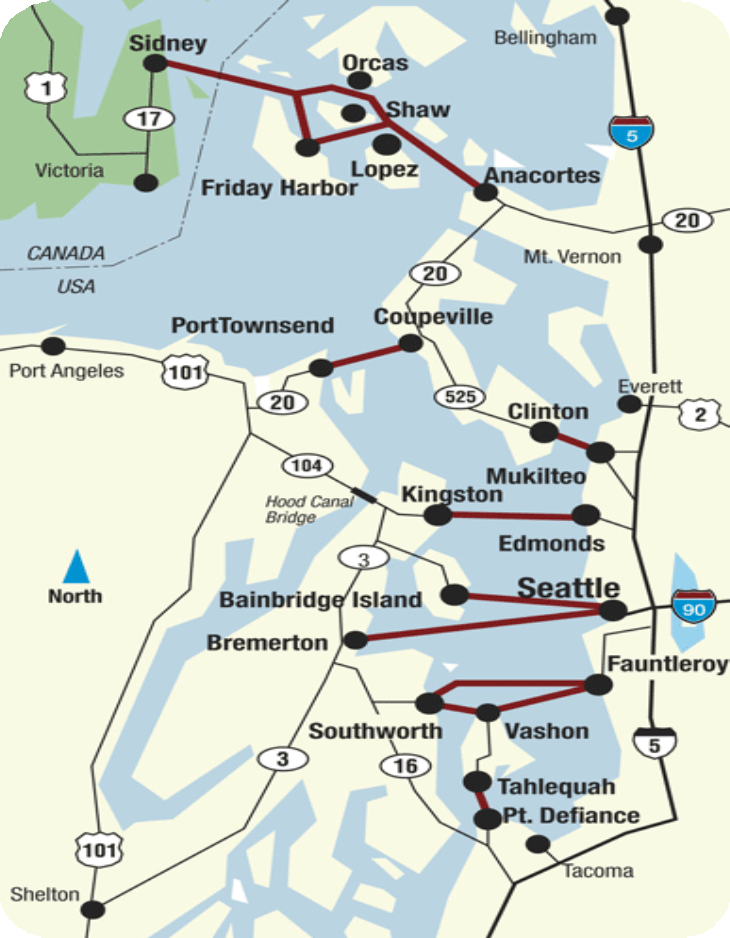 Bellingham
Sidney
Orcas
1
Shaw
17
5
Victoria
Lopez
Friday Harbor
Anacortes
20
CANADA
Mt. Vernon
20
USA
PortTownsend
Coupeville
Port Angeles
101
Everett
525
20
Clinton
2
104
Mukilteo
Hood Canal
Bridge
Kingston
Edmonds
3
North
Seattle
Bainbridge Island
90
Bremerton
Fauntleroy
Southworth
Vashon
5
3
16
Tahlequah
Pt. Defiance
101
Tacoma
Shelton